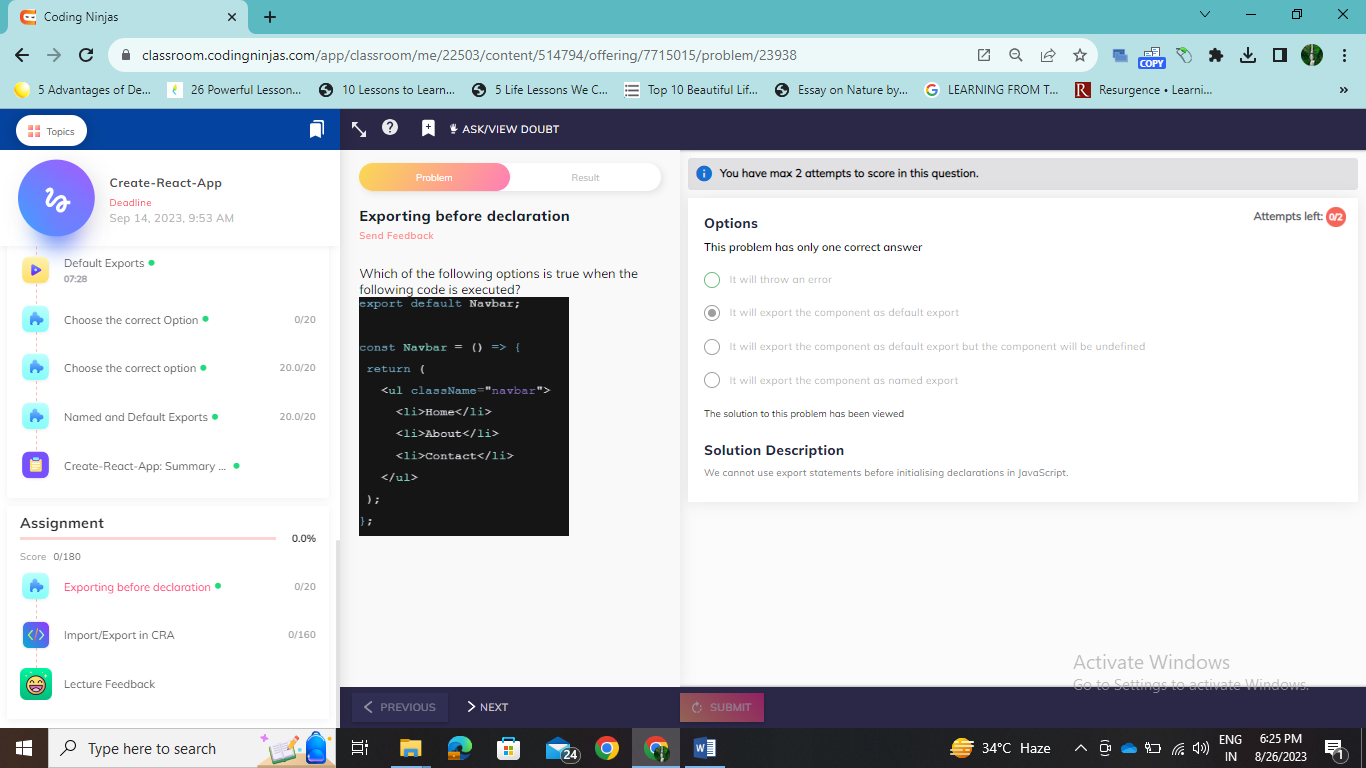 Coding Ninjas
classroom.codingninjas.com/app/classroom/me/22503/content/514794/offering/7715015/problem/23938
COPY
5 Advantages of De...
26 Powerful Lesson...
10 Lessons to Learn...
5 Life Lessons We C...
Top 10 Beautiful Lif...
Essay on Nature by...
LEARNING FROM T...
Resurgence • Learni...
»
Topics
ASK/VIEW DOUBT
Create-React-App
Deadline
Sep 14, 2023, 9:53 AM
Default Exports
07:28
Choose the correct Option
0/20
Choose the correct option
20.0/20
Named and Default Exports
20.0/20
Create-React-App: Summary ...
Assignment
0.0%
Score 0/180
Exporting before declaration
0/20
Import/Export in CRA
0/160
Lecture Feedback
Problem
Result
Exporting before declaration
Send Feedback
Which of the following options is true when the
following code is executed?
export default Navbar;
const Navbar = () => {
return (
<ul className="navbar">
<li>Home</li>
<li>About</li>
<li>Contact</li>
</ul>
);
};
You have max 2 attempts to score in this question.
Options
Attempts left: 0/2
This problem has only one correct answer
It will throw an error
It will export the component as default export
It will export the component as default export but the component will be undefined
It will export the component as named export
The solution to this problem has been viewed
Solution Description
We cannot use export statements before initialising declarations in JavaScript.
Activate Windows
Go to Settings to activate Windows.
PREVIOUS
NEXT
SUBMIT
Type here to search
24
34°C Haze
ENG
IN
6:25 PM
8/26/2023
1